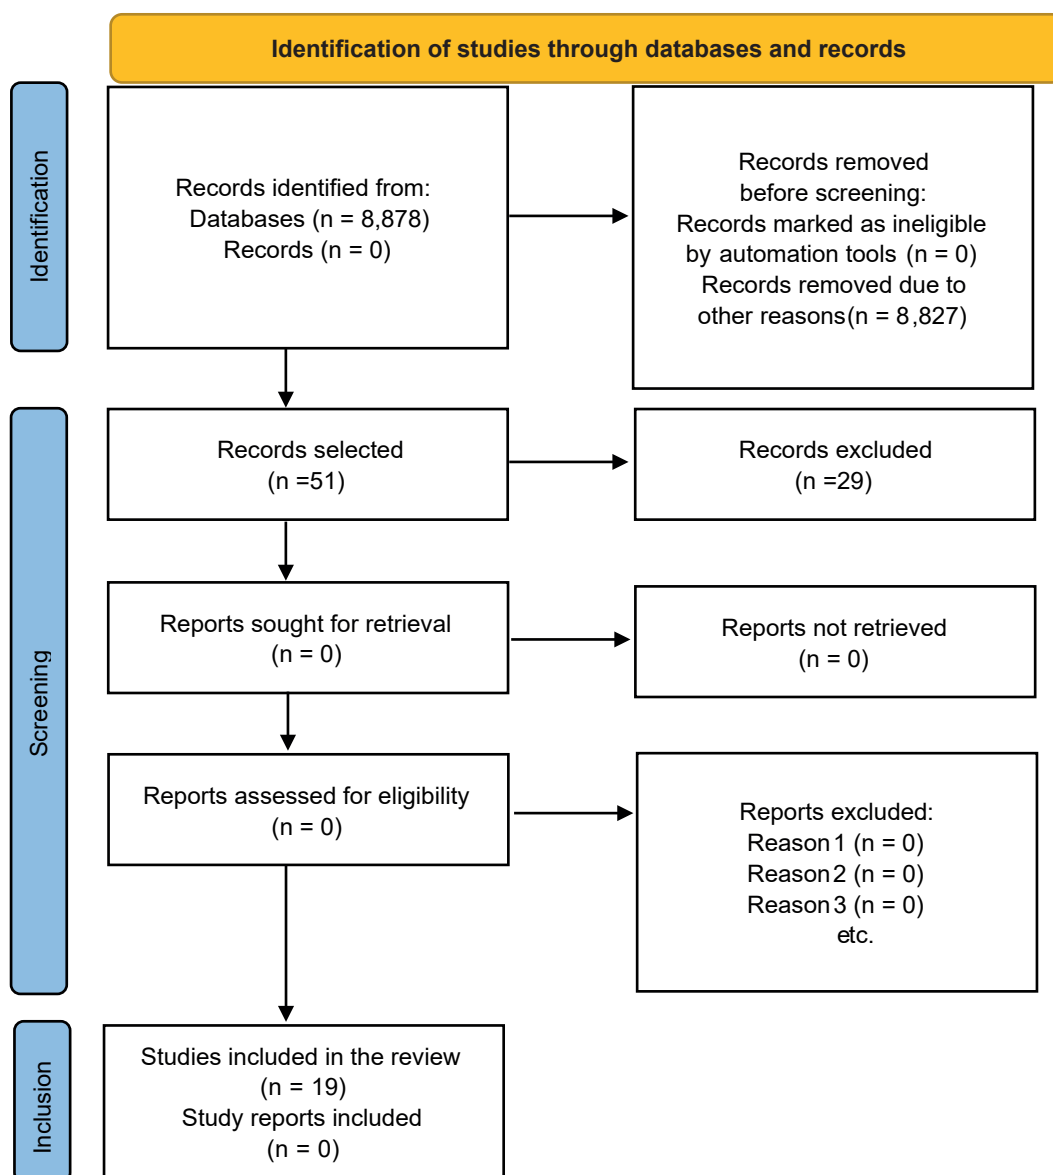 Identification of studies through databases and records
Identification
Records identified from:
Databases (n = 8,878)
Records (n = 0)
Records removed
before screening:
Records marked as ineligible
by automation tools (n = 0)
Records removed due to
other reasons(n = 8,827)
Screening
Records selected
(n =51)
Records excluded
(n =29)
Reports sought for retrieval
(n = 0)
Reports not retrieved
(n = 0)
Reports assessed for eligibility
(n = 0)
Reports excluded:
Reason 1 (n = 0)
Reason 2 (n = 0)
Reason 3 (n = 0)
etc.
Inclusion
Studies included in the review
(n = 19)
Study reports included
(n = 0)